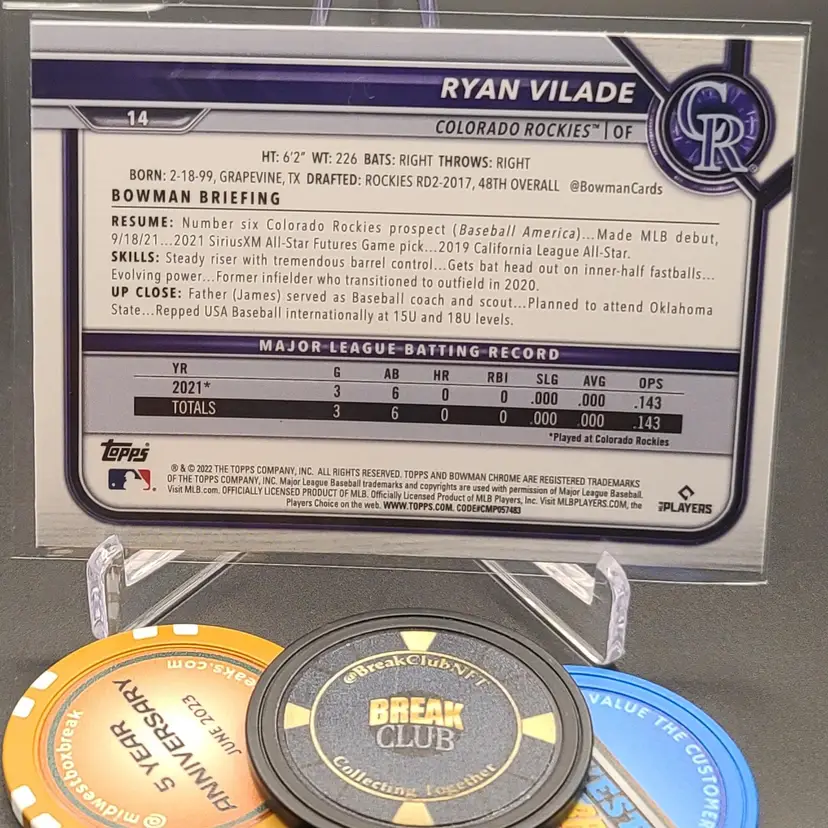 RYAN VILADE
14
COLORADO ROCKIES™ | OF
CR
HT: 6'2" WT: 226 BATS: RIGHT THROWS: RIGHT
BORN: 2-18-99, GRAPEVINE, TX DRAFTED: ROCKIES RD2-2017, 48TH OVERALL @BowmanCards
BOWMAN BRIEFING
RESUME: Number six Colorado Rockies prospect (Baseball America)...Made MLB debut,
9/18/21...2021 SiriusXM All-Star Futures Game pick...2019 California League All-Star.
SKILLS: Steady riser with tremendous barrel control...Gets bat head out on inner-half fastballs...
Evolving power...Former infielder who transitioned to outfield in 2020.
UP CLOSE: Father (James) served as Baseball coach and scout...Planned to attend Oklahoma
State...Repped USA Baseball internationally at 15U and 18U levels.
MAJOR LEAGUE BATTING RECORD
YR G AB HR RBI SLG AVG OPS
2021* 3 6 0 0 .000 .000 .143
TOTALS 3 6 0 0 .000 .000 .143
*Played at Colorado Rockies
topps
® & © 2022 THE TOPPS COMPANY, INC. ALL RIGHTS RESERVED. TOPPS AND BOWMAN CHROME ARE REGISTERED TRADEMARKS
OF THE TOPPS COMPANY, INC. Major League Baseball trademarks and copyrights are used with permission of Major League Baseball.
Visit MLB.com. OFFICIALLY LICENSED PRODUCT OF MLB. Officially Licensed Product of MLB Players, Inc. Visit MLBPLAYERS.COM, the
Players Choice on the web. WWW.TOPPS.COM. CODE#CMP057483
PLAYERS
eaks.com
5 YEAR
ANNIVERSARY
JUNE 2023
@midwestboxbreak
@BreakClubNFT
BREAK
CLUB
Collecting Together
VALUE THE CUSTOMER